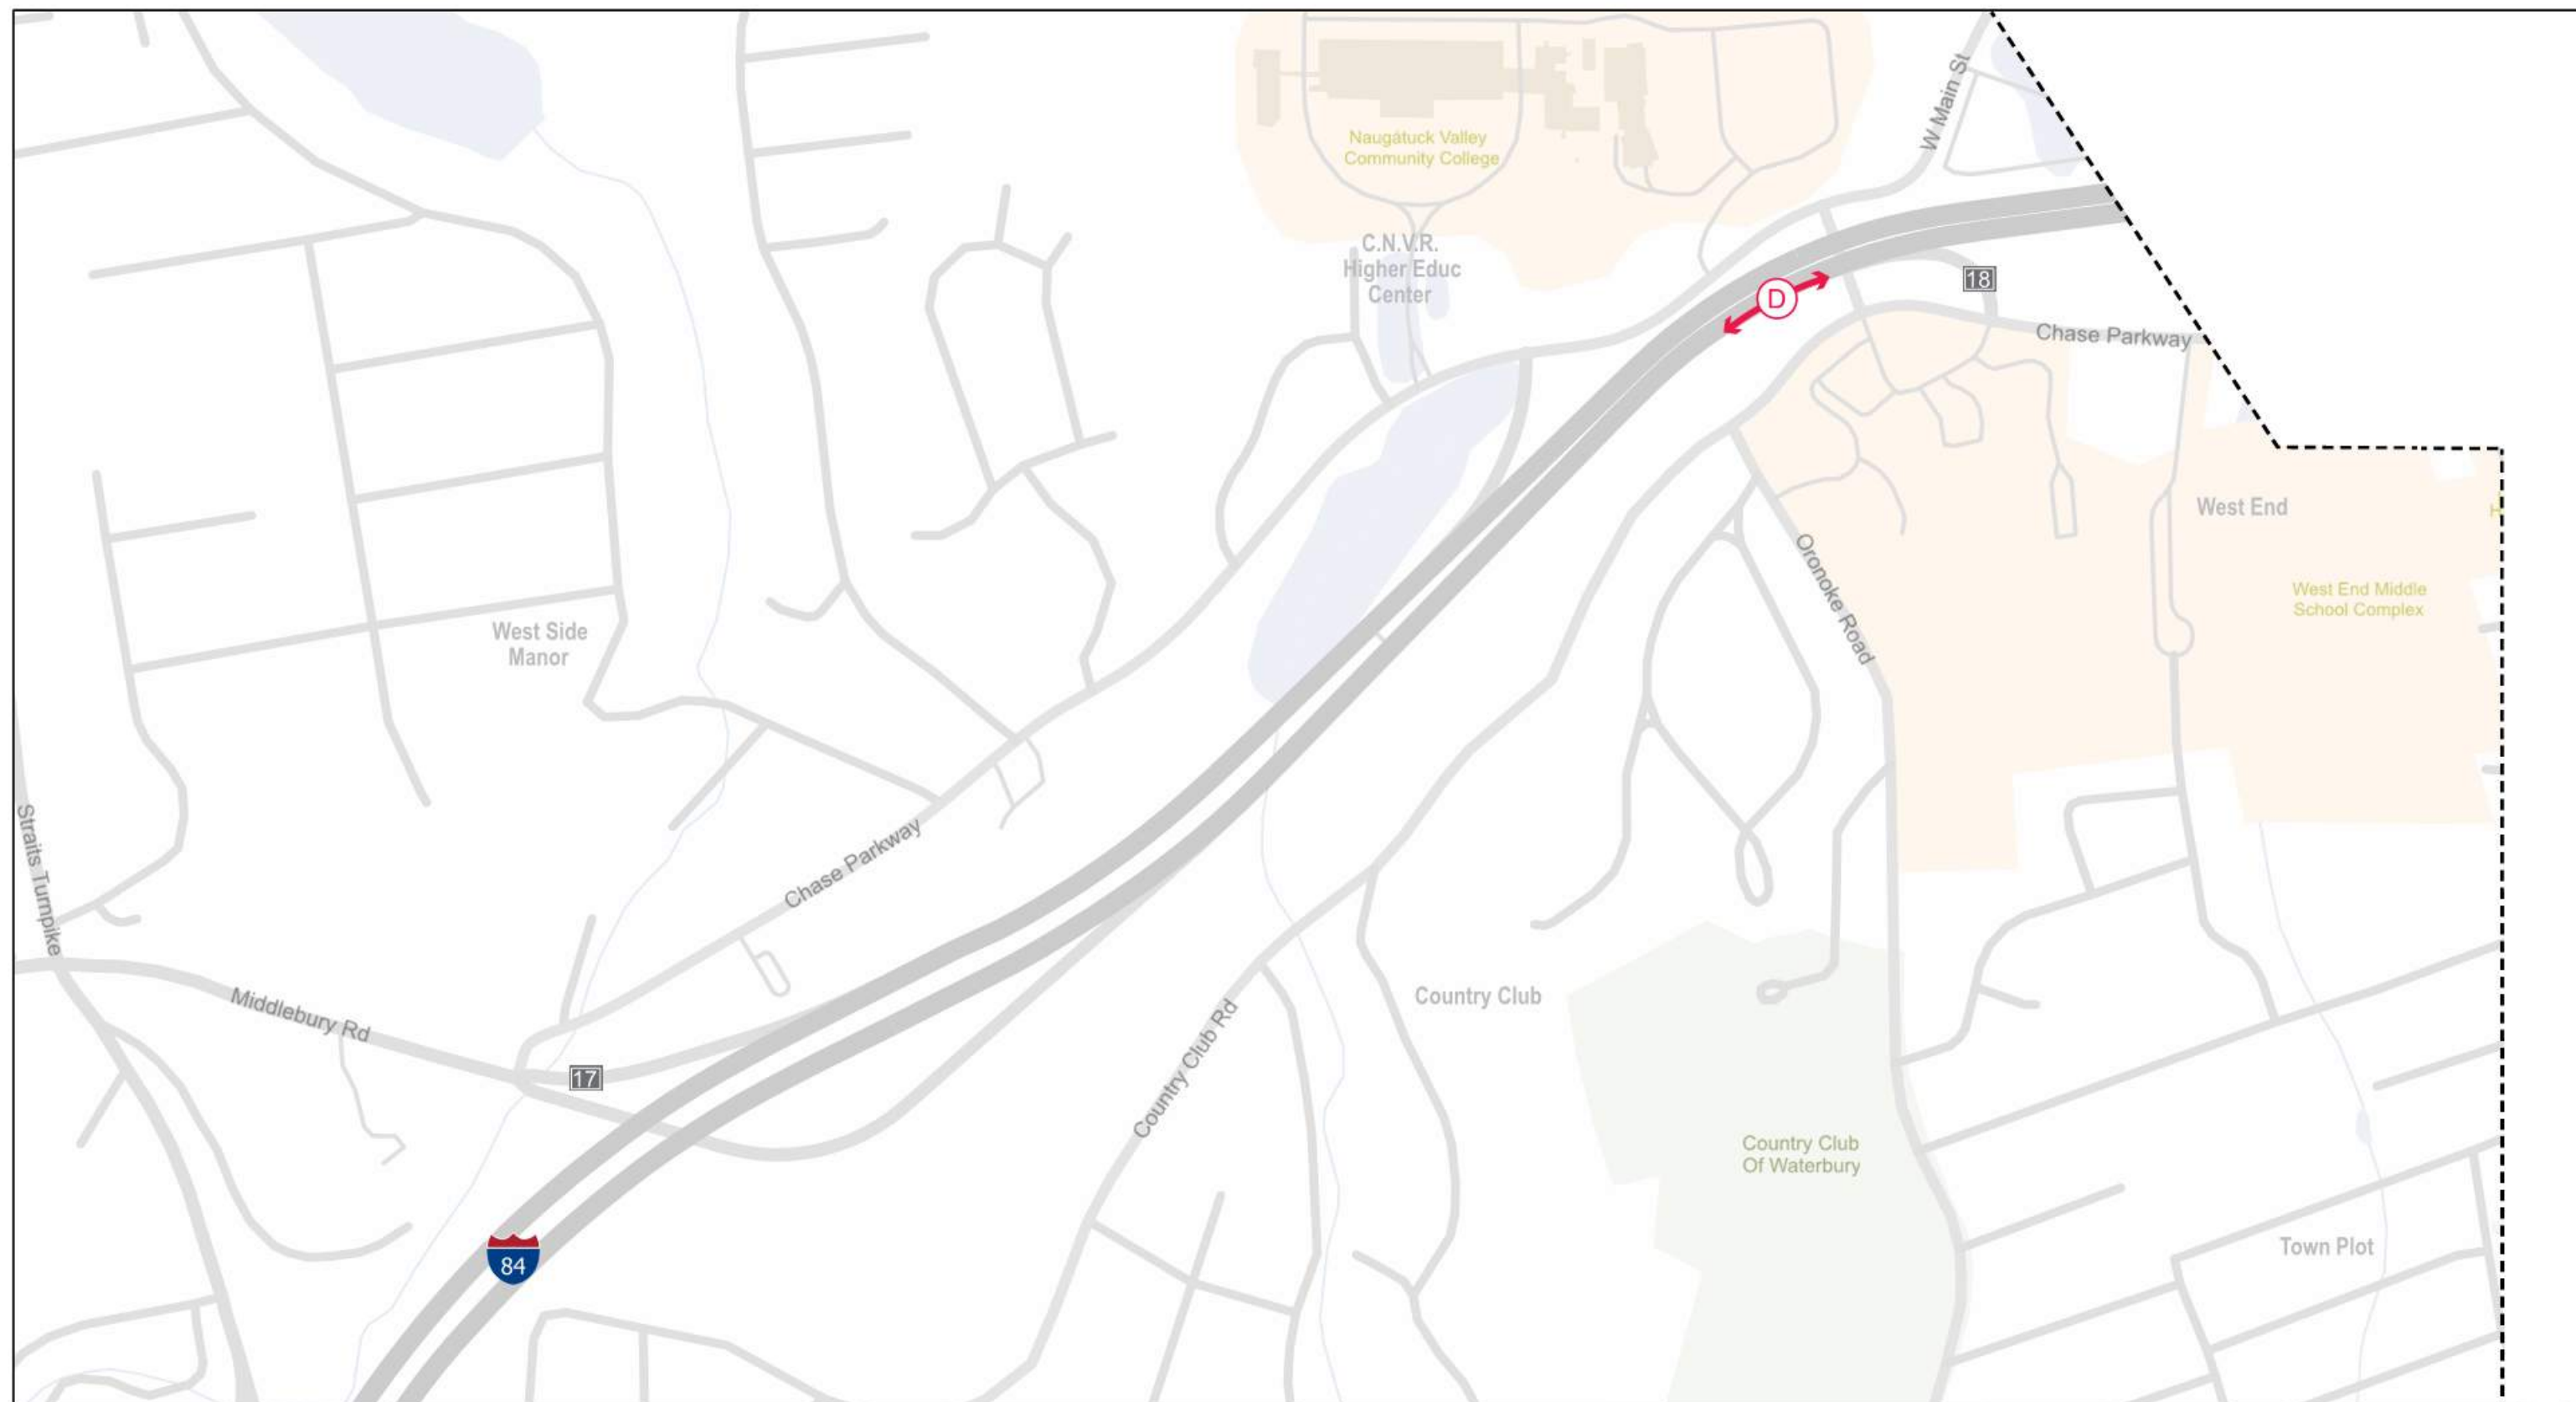 W Main St
Naugatuck Valley
Community College
C.N.V.R.
Higher Educ
Center
18
D
Chase Parkway
West End
H
Oronoke Road
West End Middle
School Complex
West Side
Manor
Straits Turnpike
Chase Parkway
Middlebury Rd
Country Club
Country Club Rd
17
Country Club
Of Waterbury
Town Plot
84